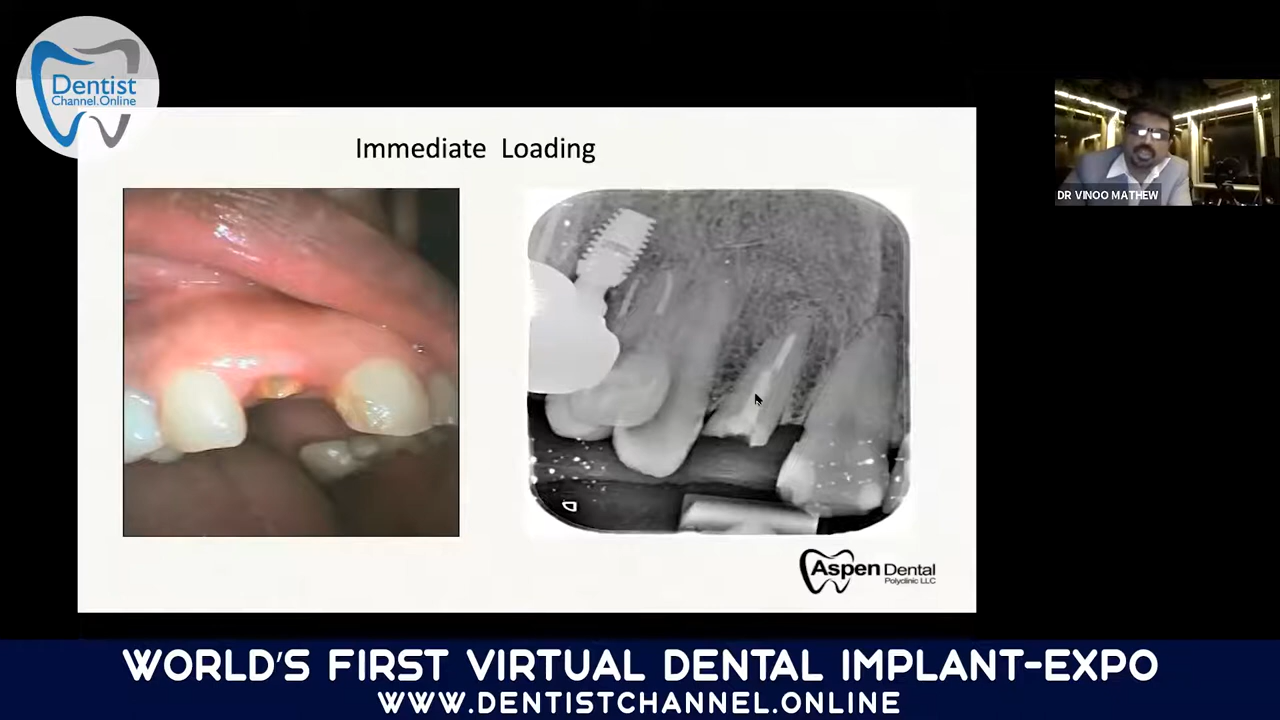 Dentist
Channel.Online
Immediate Loading
DR VINOO MATHEW
Aspen Dental
Polyclinic LLC
WORLD'S FIRST VIRTUAL DENTAL IMPLANT-EXPO
WWW.DENTISTCHANNEL.ONLINE